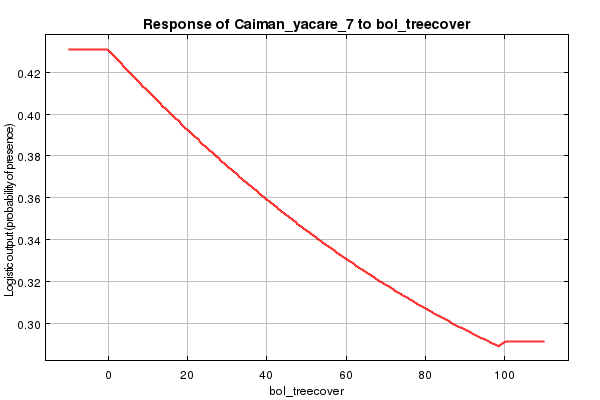 Response of Caiman_yacare_7 to bol_treecover
Logistic output (probability of presence)
0.42
0.40
0.38
0.36
0.34
0.32
0.30
0 20 40 60 80 100
bol_treecover